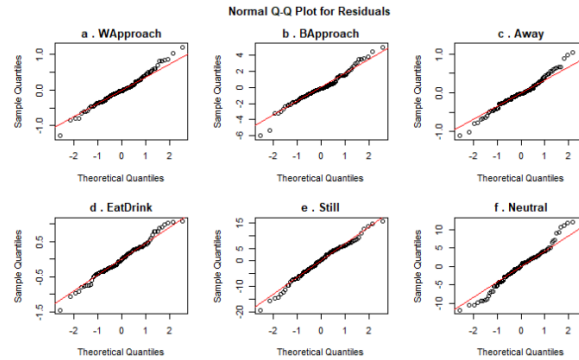 Normal Q-Q Plot for Residuals
a . WApproach
b . BApproach
c . Away
Sample Quantiles
1.0
0.0
-1.0
-2 -1 0 1 2
Theoretical Quantiles
Sample Quantiles
4
2
0
-2
-6
-2 -1 0 1 2
Theoretical Quantiles
Sample Quantiles
1.0
0.0
-1.0
-2 -1 0 1 2
Theoretical Quantiles
d . EatDrink
e . Still
f . Neutral
Sample Quantiles
0.5
-0.5
-1.5
-2 -1 0 1 2
Theoretical Quantiles
Sample Quantiles
15
5
0
-10
-20
-2 -1 0 1 2
Theoretical Quantiles
Sample Quantiles
10
5
0
-5
-10
-2 -1 0 1 2
Theoretical Quantiles